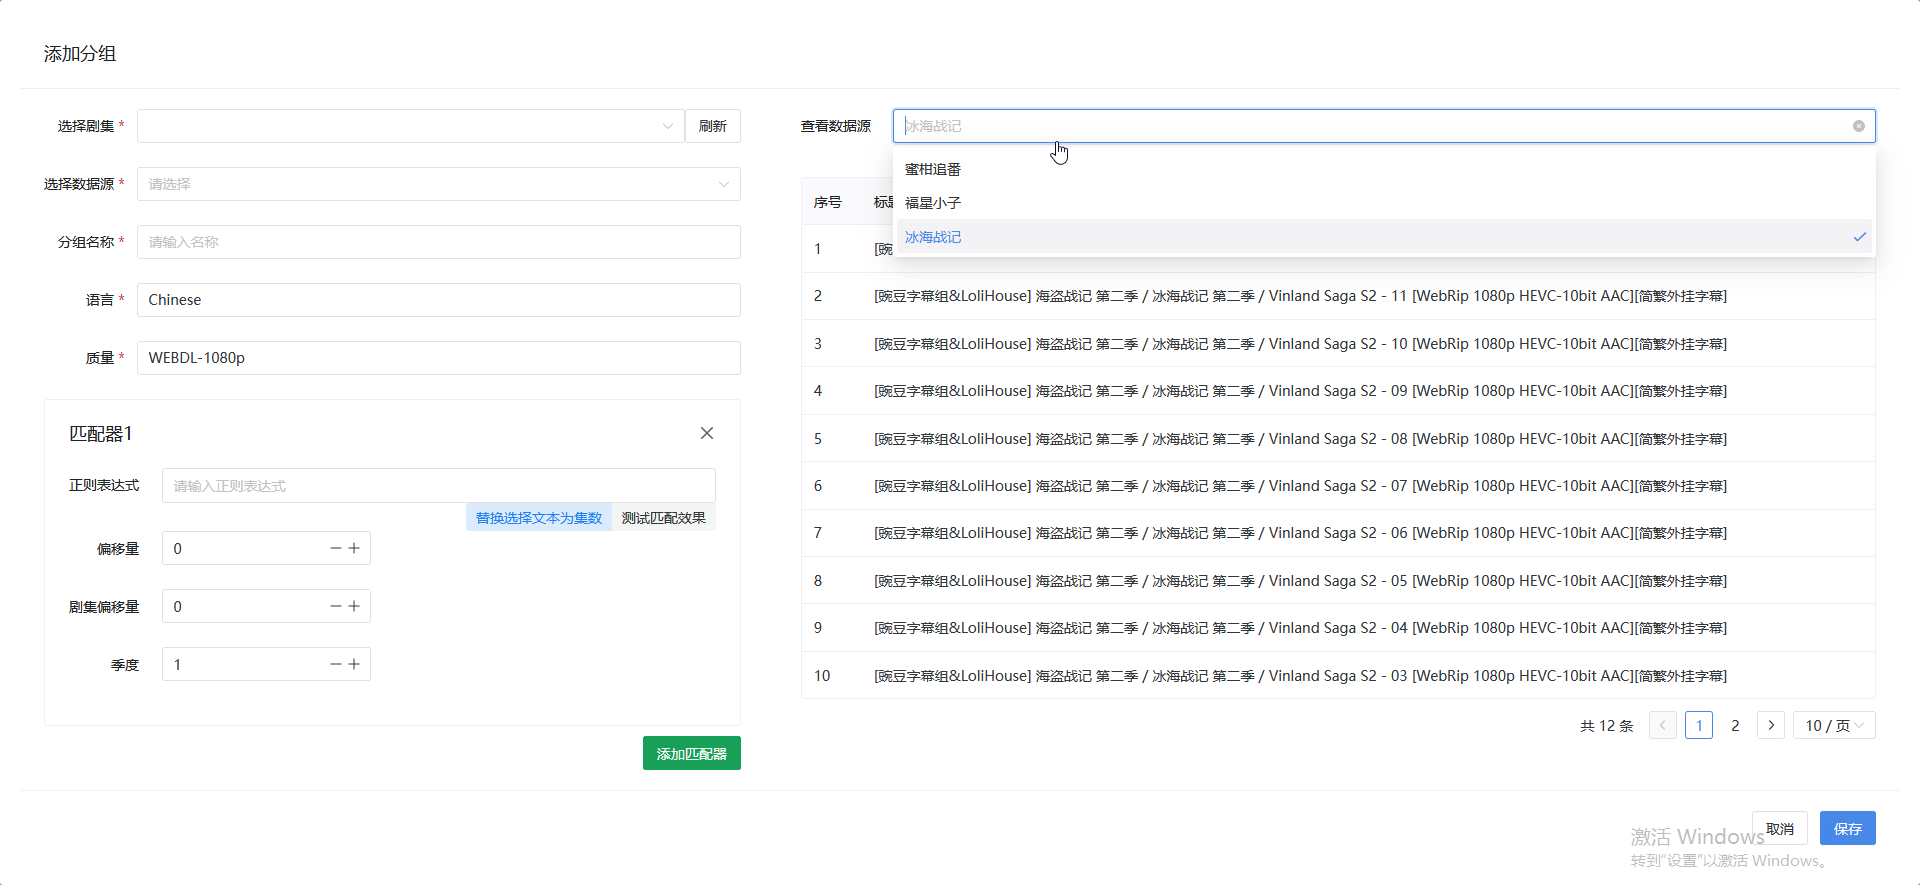 添加分组
选择剧集 *
刷新
选择数据源 * 请选择
分组名称 * 请输入名称
语言 * Chinese
质量 * WEBDL-1080p
匹配器1
正则表达式 请输入正则表达式
替换选择文本为集数 测试匹配效果
偏移量 0
剧集偏移量 0
季度 1
添加匹配器
查看数据源 冰海战记
蜜柑追番
福星小子
冰海战记
序号 标题
1 [豌
2 [豌豆字幕组&LoliHouse] 海盗战记 第二季 / 冰海战记 第二季 / Vinland Saga S2 - 11 [WebRip 1080p HEVC-10bit AAC][简繁外挂字幕]
3 [豌豆字幕组&LoliHouse] 海盗战记 第二季 / 冰海战记 第二季 / Vinland Saga S2 - 10 [WebRip 1080p HEVC-10bit AAC][简繁外挂字幕]
4 [豌豆字幕组&LoliHouse] 海盗战记 第二季 / 冰海战记 第二季 / Vinland Saga S2 - 09 [WebRip 1080p HEVC-10bit AAC][简繁外挂字幕]
5 [豌豆字幕组&LoliHouse] 海盗战记 第二季 / 冰海战记 第二季 / Vinland Saga S2 - 08 [WebRip 1080p HEVC-10bit AAC][简繁外挂字幕]
6 [豌豆字幕组&LoliHouse] 海盗战记 第二季 / 冰海战记 第二季 / Vinland Saga S2 - 07 [WebRip 1080p HEVC-10bit AAC][简繁外挂字幕]
7 [豌豆字幕组&LoliHouse] 海盗战记 第二季 / 冰海战记 第二季 / Vinland Saga S2 - 06 [WebRip 1080p HEVC-10bit AAC][简繁外挂字幕]
8 [豌豆字幕组&LoliHouse] 海盗战记 第二季 / 冰海战记 第二季 / Vinland Saga S2 - 05 [WebRip 1080p HEVC-10bit AAC][简繁外挂字幕]
9 [豌豆字幕组&LoliHouse] 海盗战记 第二季 / 冰海战记 第二季 / Vinland Saga S2 - 04 [WebRip 1080p HEVC-10bit AAC][简繁外挂字幕]
10 [豌豆字幕组&LoliHouse] 海盗战记 第二季 / 冰海战记 第二季 / Vinland Saga S2 - 03 [WebRip 1080p HEVC-10bit AAC][简繁外挂字幕]
共 12 条 1 2 10 / 页
取消 保存
激活 Windows
转到"设置"以激活 Windows。